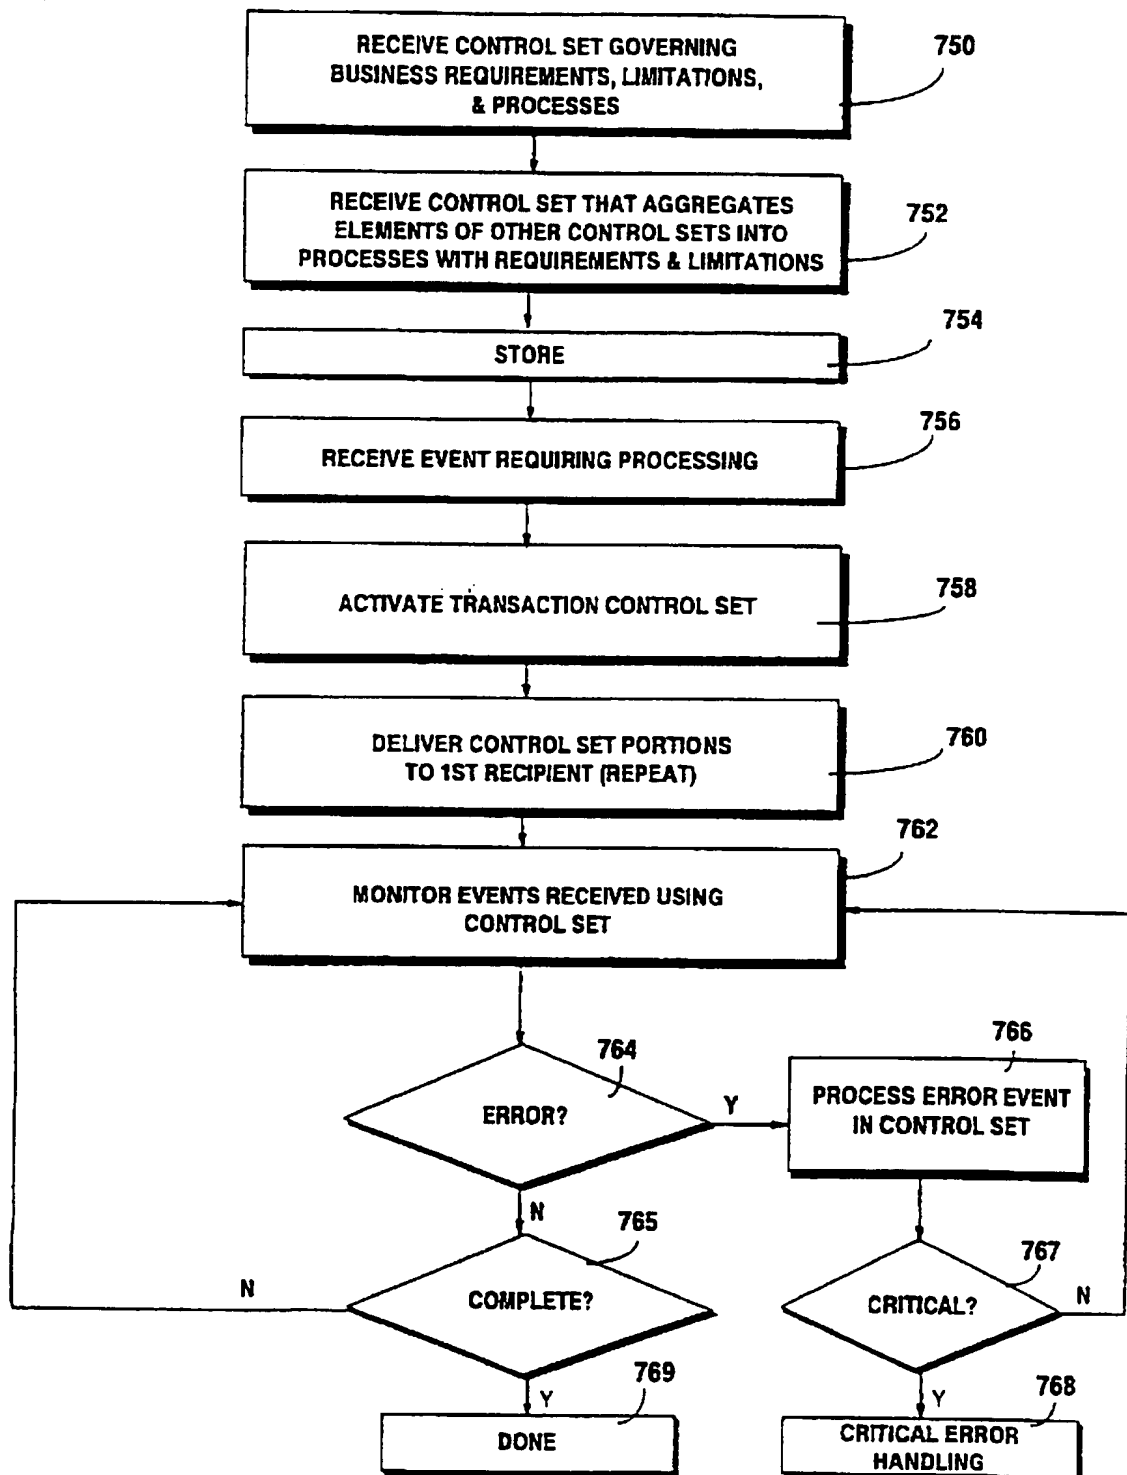 RECEIVE CONTROL SET GOVERNING
BUSINESS REQUIREMENTS, LIMITATIONS,
& PROCESSES
750
RECEIVE CONTROL SET THAT AGGREGATES
ELEMENTS OF OTHER CONTROL SETS INTO
PROCESSES WITH REQUIREMENTS & LIMITATIONS
752
STORE
754
RECEIVE EVENT REQUIRING PROCESSING
756
ACTIVATE TRANSACTION CONTROL SET
758
DELIVER CONTROL SET PORTIONS
TO 1ST RECIPIENT (REPEAT)
760
MONITOR EVENTS RECEIVED USING
CONTROL SET
762
ERROR?
764
Y
PROCESS ERROR EVENT
IN CONTROL SET
766
N
COMPLETE?
765
N
CRITICAL?
767
N
Y
DONE
769
Y
CRITICAL ERROR
HANDLING
768